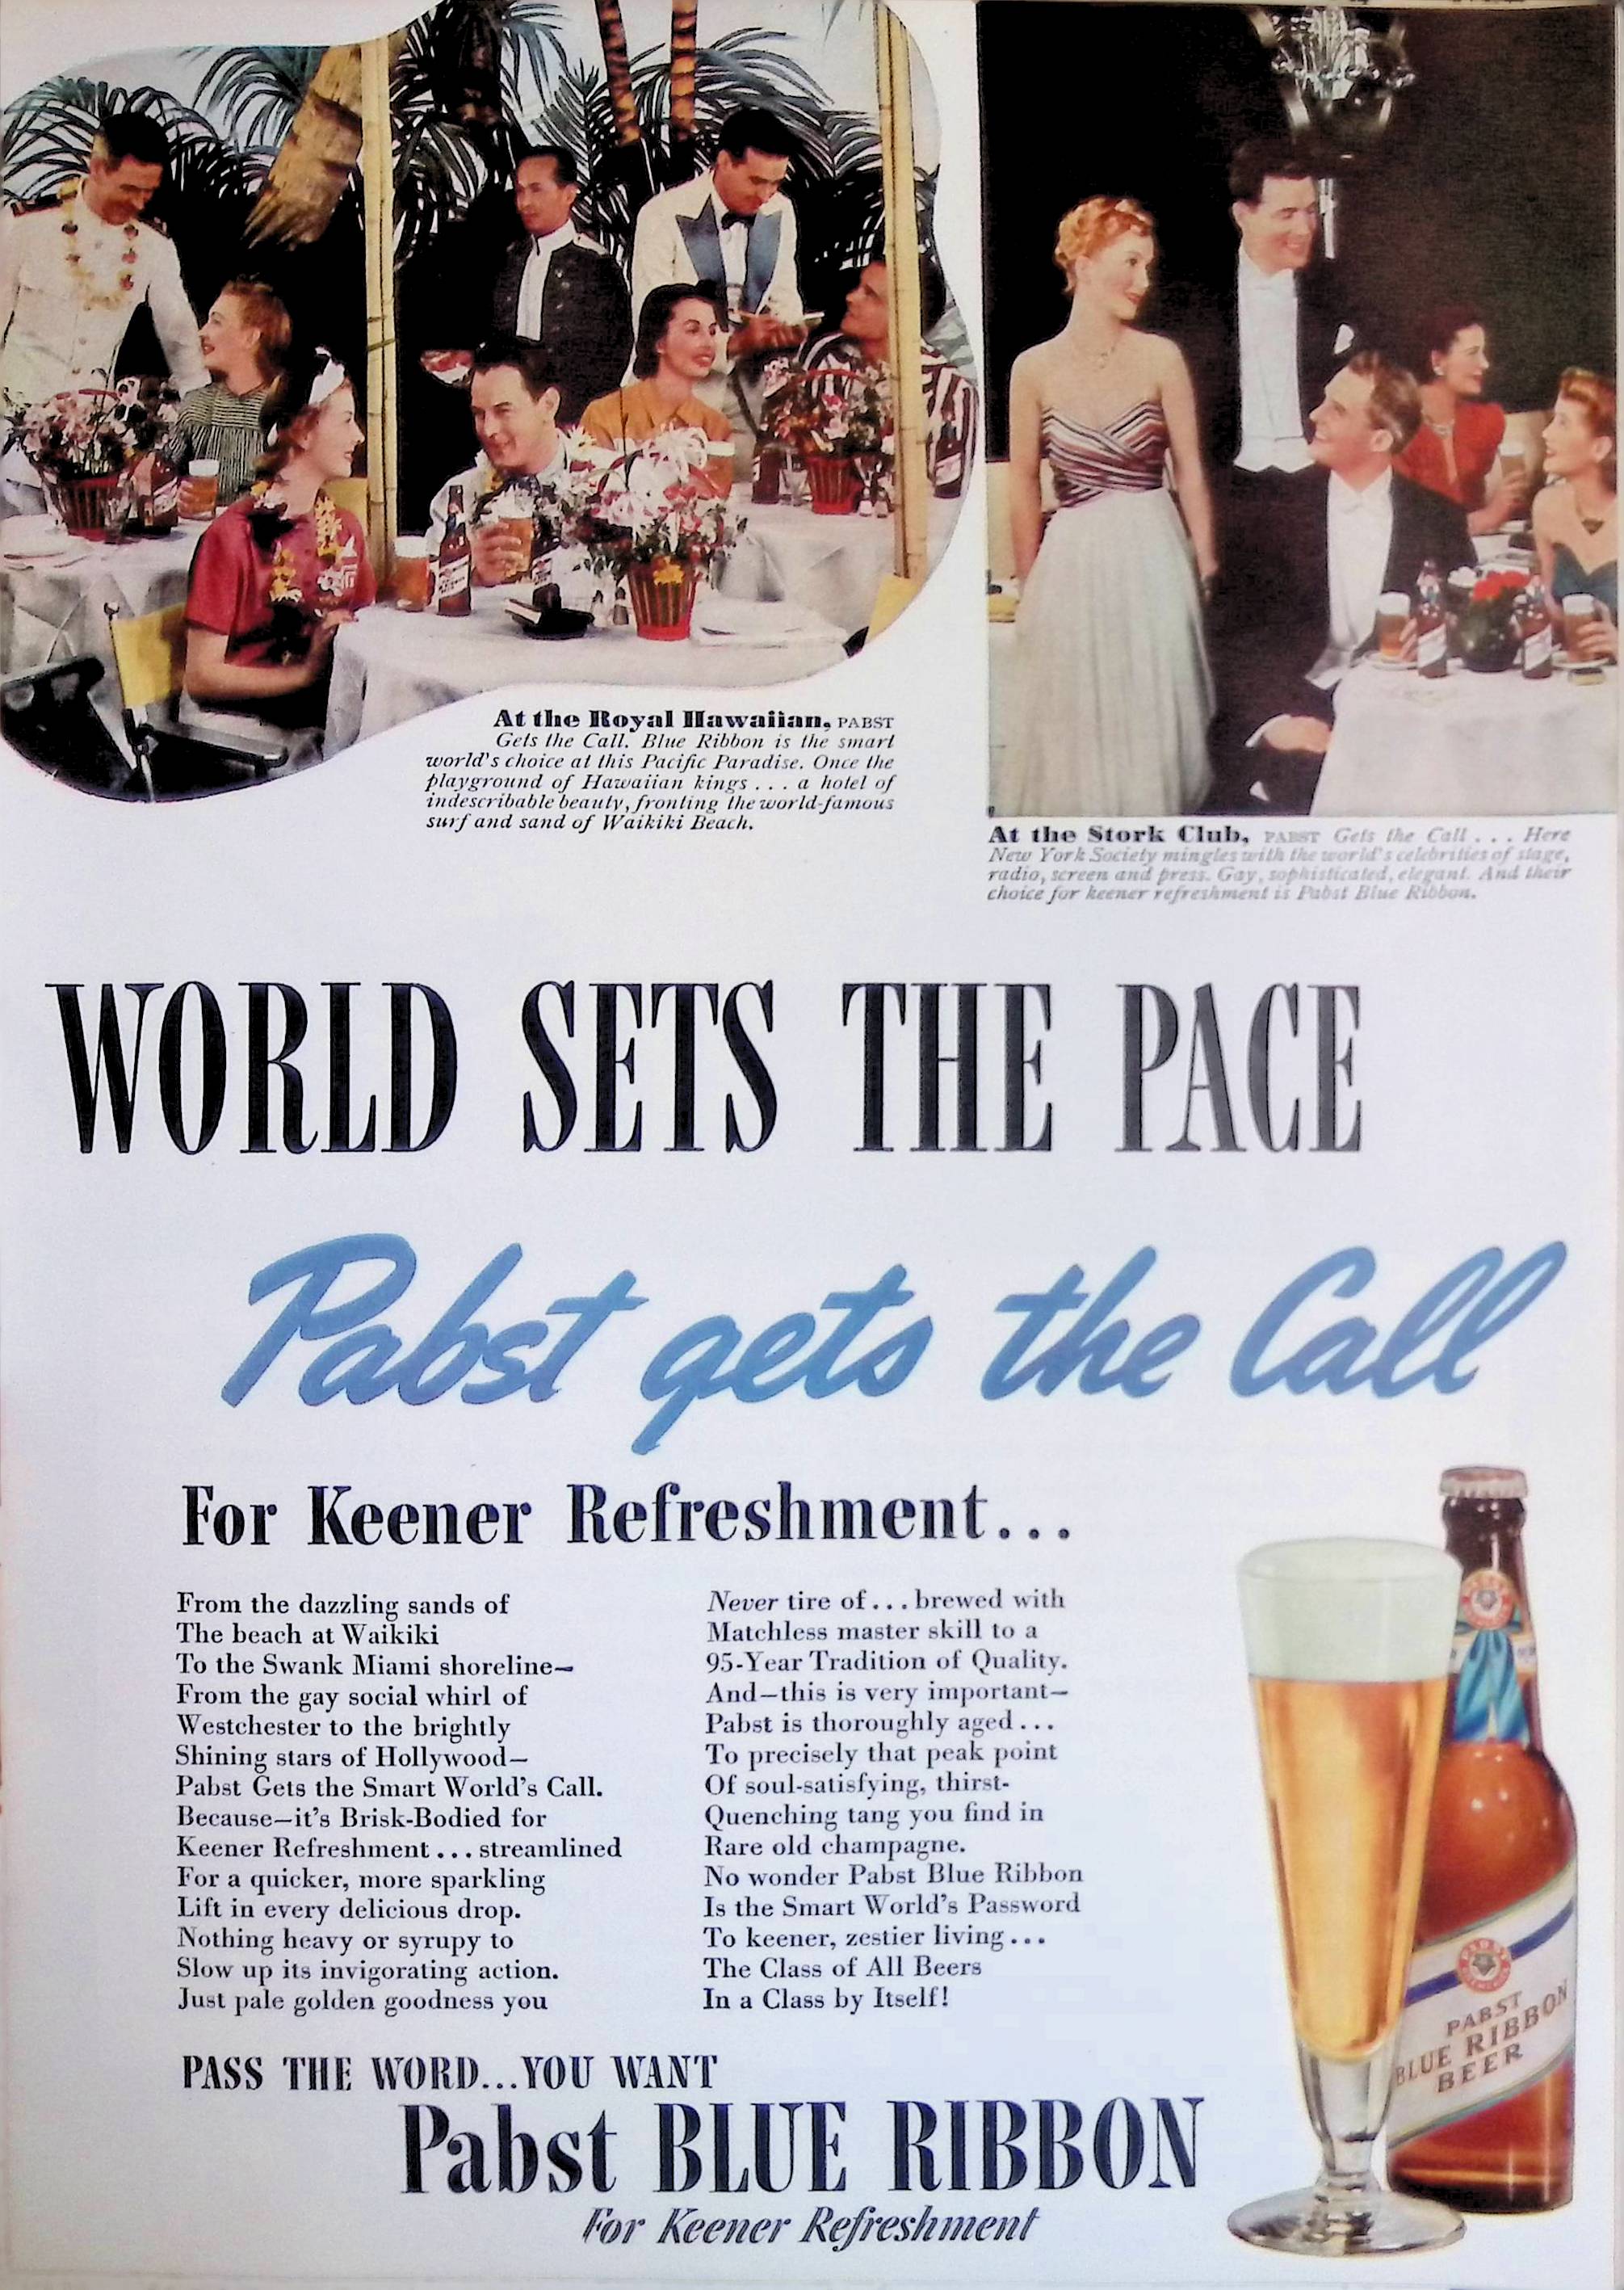 At the Royal Hawaiian, PABST
Gets the Call. Blue Ribbon is the smart
world's choice at this Pacific Paradise. Once the
playground of Hawaiian kings . . . a hotel of
indescribable beauty, fronting the world-famous
surf and sand of Waikiki Beach.
At the Stork Club, PABST Gets the Call . . . Here
New York Society mingles with the world's celebrities of stage,
radio, screen and press. Gay, sophisticated, elegant. And their
choice for keener refreshment is Pabst Blue Ribbon.
WORLD SETS THE PACE
Pabst gets the Call
For Keener Refreshment...
From the dazzling sands of
The beach at Waikiki
To the Swank Miami shoreline—
From the gay social whirl of
Westchester to the brightly
Shining stars of Hollywood—
Pabst Gets the Smart World's Call.
Because—it's Brisk-Bodied for
Keener Refreshment ... streamlined
For a quicker, more sparkling
Lift in every delicious drop.
Nothing heavy or syrupy to
Slow up its invigorating action.
Just pale golden goodness you
Never tire of ... brewed with
Matchless master skill to a
95-Year Tradition of Quality.
And—this is very important—
Pabst is thoroughly aged ...
To precisely that peak point
Of soul-satisfying, thirst-
Quenching tang you find in
Rare old champagne.
No wonder Pabst Blue Ribbon
Is the Smart World's Password
To keener, zestier living ...
The Class of All Beers
In a Class by Itself!
PABST
BLUE RIBBON
BEER
PASS THE WORD...YOU WANT
Pabst BLUE RIBBON
For Keener Refreshment